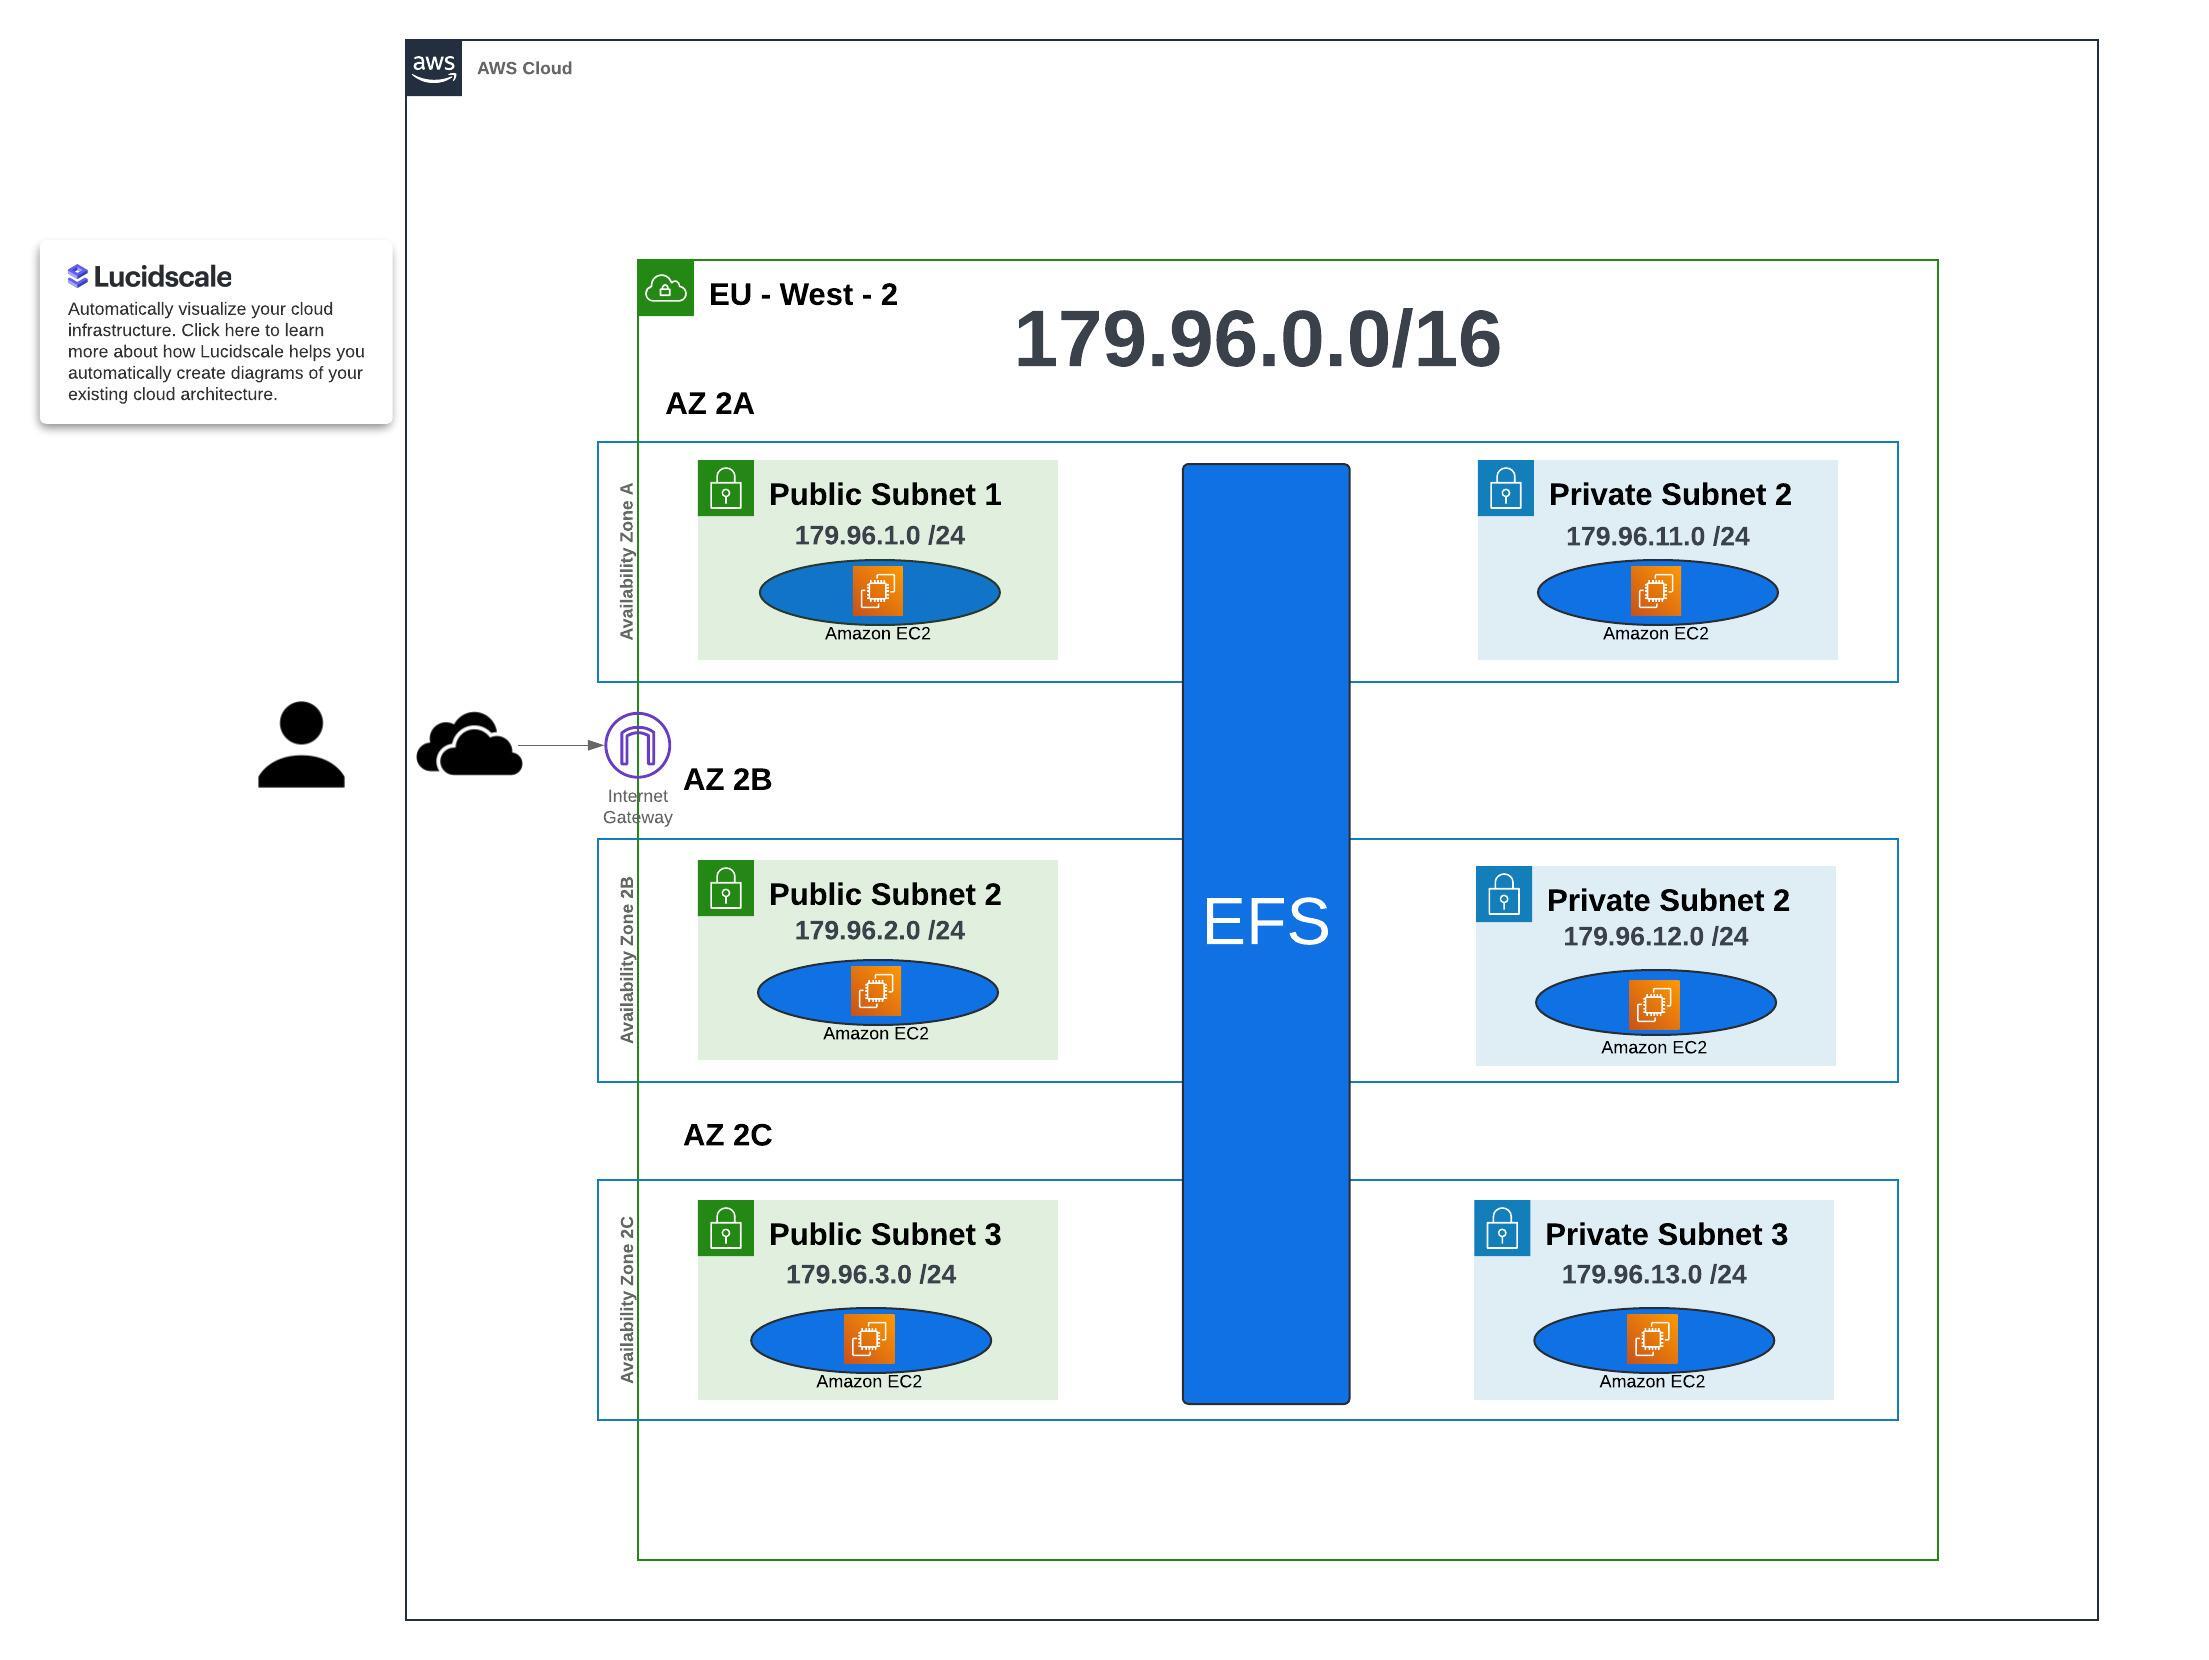 aws
AWS Cloud
Lucidscale
Automatically visualize your cloud
infrastructure. Click here to learn
more about how Lucidscale helps you
automatically create diagrams of your
existing cloud architecture.
EU - West - 2
179.96.0.0/16
AZ 2A
Availability Zone A
Public Subnet 1
179.96.1.0 /24
Amazon EC2
Private Subnet 2
179.96.11.0 /24
Amazon EC2
Internet
Gateway
AZ 2B
Availability Zone 2B
Public Subnet 2
179.96.2.0 /24
Amazon EC2
EFS
Private Subnet 2
179.96.12.0 /24
Amazon EC2
AZ 2C
Availability Zone 2C
Public Subnet 3
179.96.3.0 /24
Amazon EC2
Private Subnet 3
179.96.13.0 /24
Amazon EC2